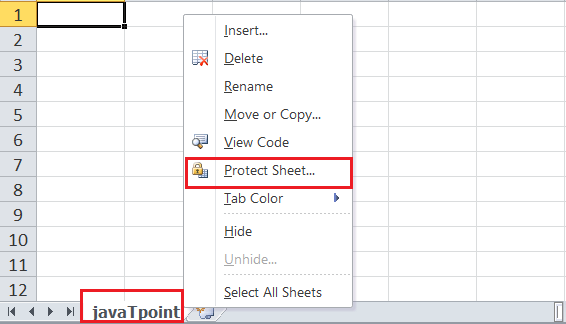 1
2
3
4
5
6
7
8
9
10
11
12
Insert...
Delete
Rename
Move or Copy...
View Code
Protect Sheet...
Tab Color
Hide
Unhide...
Select All Sheets
javaTpoint